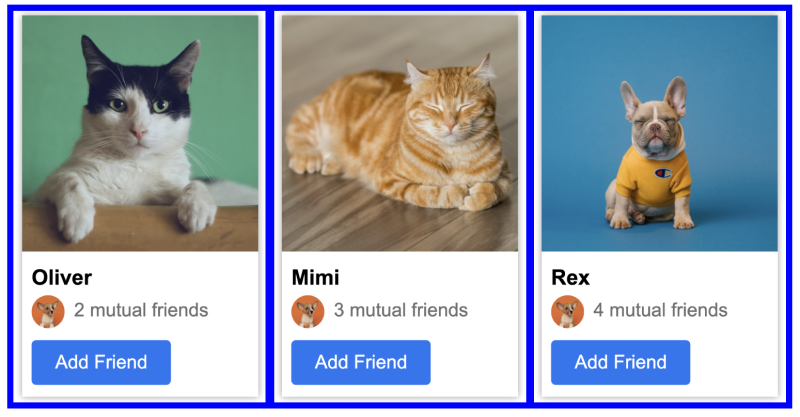 Oliver
2 mutual friends
Add Friend
Mimi
3 mutual friends
Add Friend
Rex
4 mutual friends
Add Friend